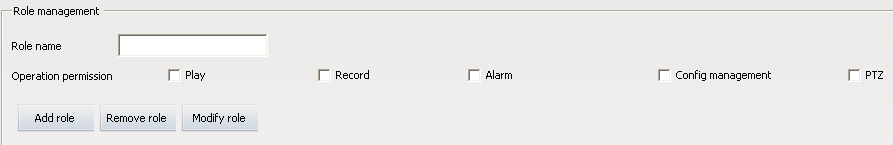 Role management
Role name
Operation permission Play Record Alarm Config management PTZ
Add role Remove role Modify role